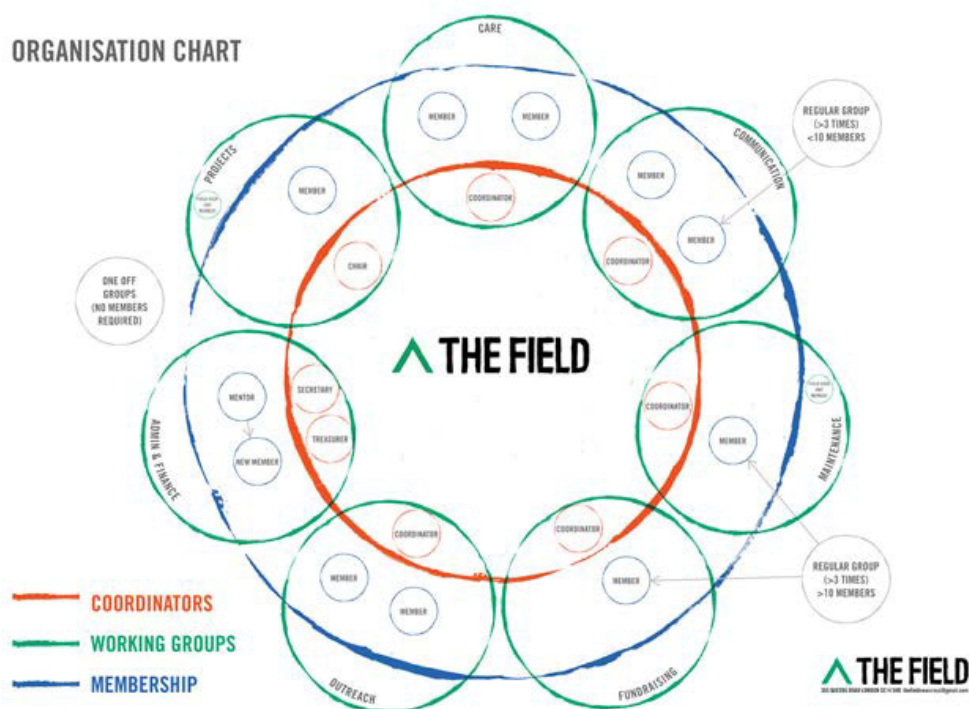 ORGANISATION CHART
CARE
MEMBER
MEMBER
COORDINATOR
COMMUNICATION
MEMBER
MEMBER
COORDINATOR
REGULAR GROUP
(>3 TIMES)
<10 MEMBERS
PROJECTS
MEMBER
CHAIR
ONE OFF
GROUPS
(NO MEMBERS
REQUIRED)
THE FIELD
MAINTENANCE
COORDINATOR
MEMBER
ADMIN & FINANCE
MENTOR
NEW MEMBER
SECRETARY
TREASURER
OUTREACH
COORDINATOR
MEMBER
MEMBER
FUNDRAISING
COORDINATOR
MEMBER
REGULAR GROUP
(>3 TIMES)
>10 MEMBERS
COORDINATORS
WORKING GROUPS
MEMBERSHIP
THE FIELD